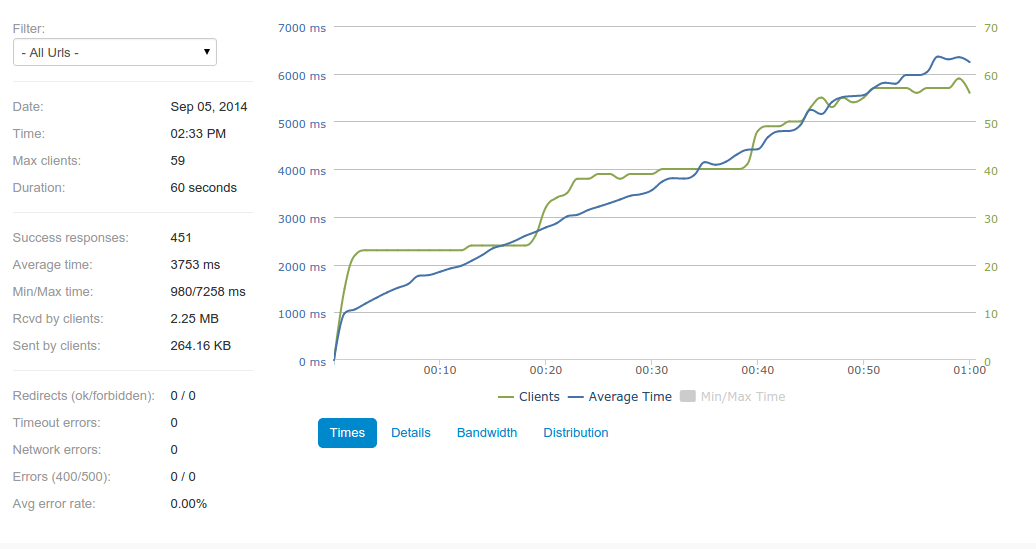 Filter:
- All Urls -
Date: Sep 05, 2014
Time: 02:33 PM
Max clients: 59
Duration: 60 seconds
Success responses: 451
Average time: 3753 ms
Min/Max time: 980/7258 ms
Rcvd by clients: 2.25 MB
Sent by clients: 264.16 KB
Redirects (ok/forbidden): 0 / 0
Timeout errors: 0
Network errors: 0
Errors (400/500): 0 / 0
Avg error rate: 0.00%
7000 ms 70
6000 ms 60
5000 ms 50
4000 ms 40
3000 ms 30
2000 ms 20
1000 ms 10
0 ms 0
00:10 00:20 00:30 00:40 00:50 01:00
Clients Average Time Min/Max Time
Times Details Bandwidth Distribution